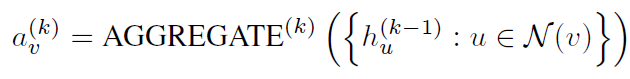 a_v^{(k)} = AGGREGATE^{(k)} ( { h_u^{(k-1)} : u ∈ 𝒩(v) } )